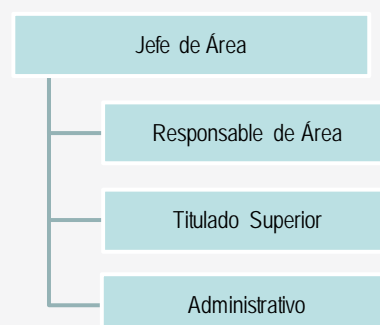 Jefe de Área
Responsable de Área
Titulado Superior
Administrativo